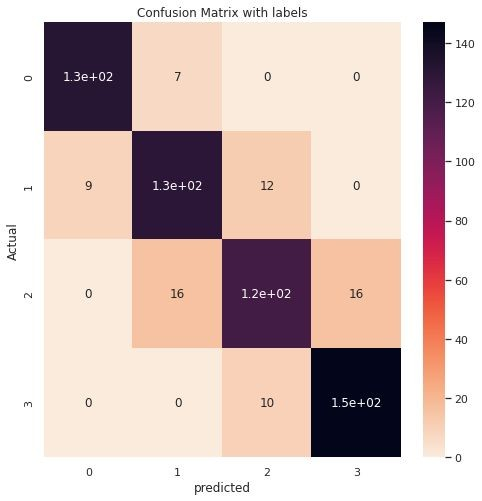 Confusion Matrix with labels
0 1.3e+02 7 0 0
1 9 1.3e+02 12 0
2 0 16 1.2e+02 16
3 0 0 10 1.5e+02
0 1 2 3
Actual
predicted
140
120
100
80
60
40
20
0